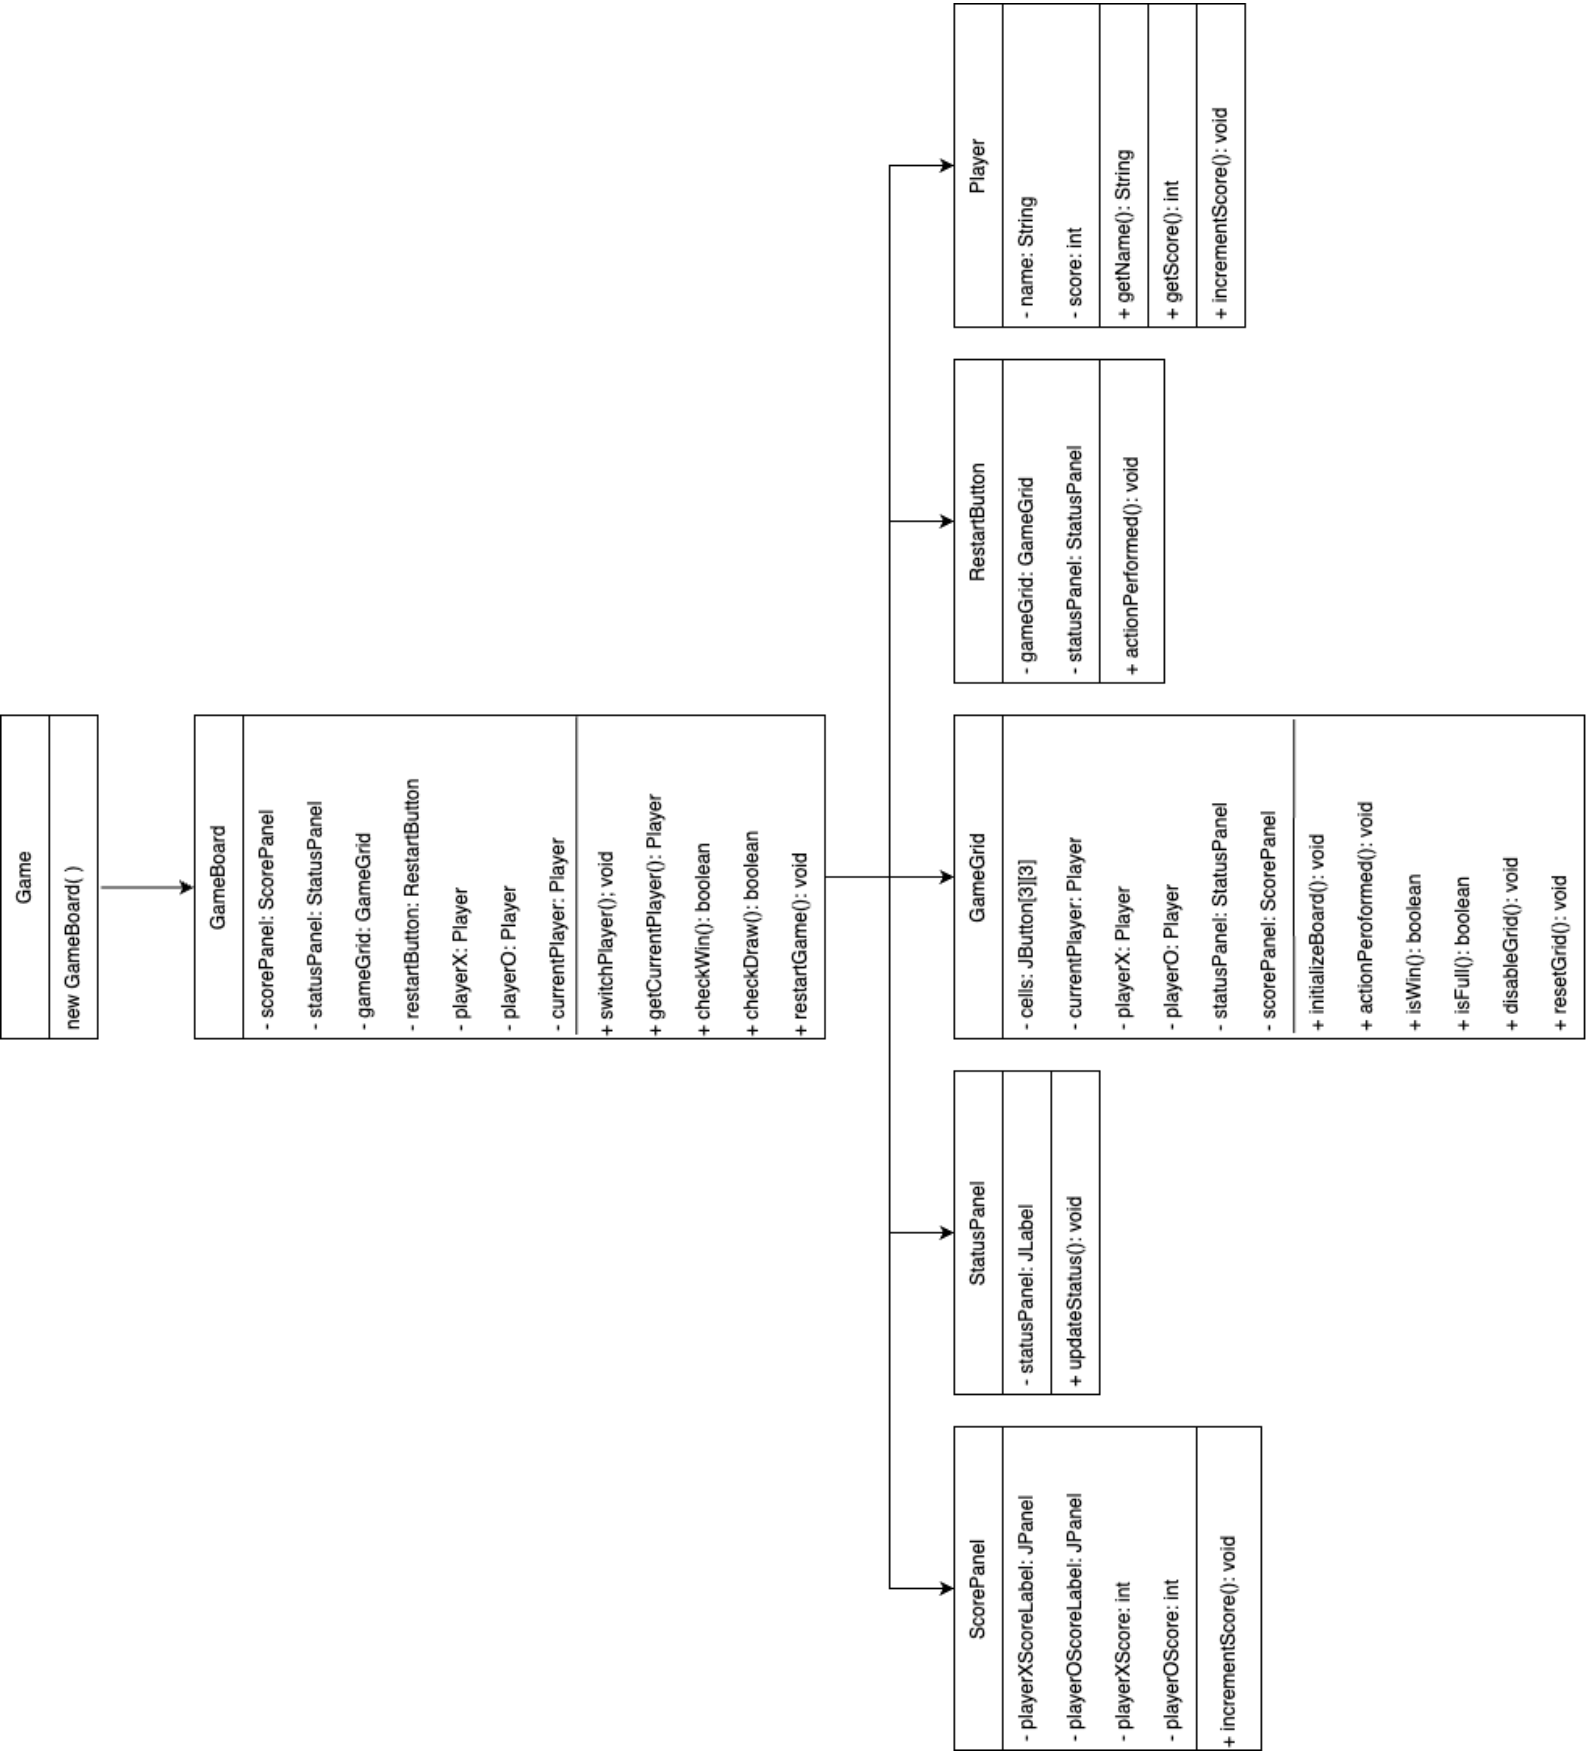 Game
new GameBoard( )
GameBoard
- scorePanel: ScorePanel
- statusPanel: StatusPanel
- gameGrid: GameGrid
- restartButton: RestartButton
- playerX: Player
- playerO: Player
- currentPlayer: Player
+ switchPlayer(); void
+ getCurrentPlayer(): Player
+ checkWin(): boolean
+ checkDraw(): boolean
+ restartGame(): void
ScorePanel
- playerXScoreLabel: JPanel
- playerOScoreLabel: JPanel
- playerXScore: int
- playerOScore: int
+ incrementScore(): void
StatusPanel
- statusPanel: JLabel
+ updateStatus(): void
GameGrid
- cells: JButton[3][3]
- currentPlayer: Player
- playerX: Player
- playerO: Player
- statusPanel: StatusPanel
- scorePanel: ScorePanel
+ initializeBoard(): void
+ actionPeroformed(): void
+ isWin(): boolean
+ isFull(): boolean
+ disableGrid(): void
+ resetGrid(): void
RestartButton
- gameGrid: GameGrid
- statusPanel: StatusPanel
+ actionPerformed(): void
Player
- name: String
- score: int
+ getName(): String
+ getScore(): int
+ incrementScore(): void